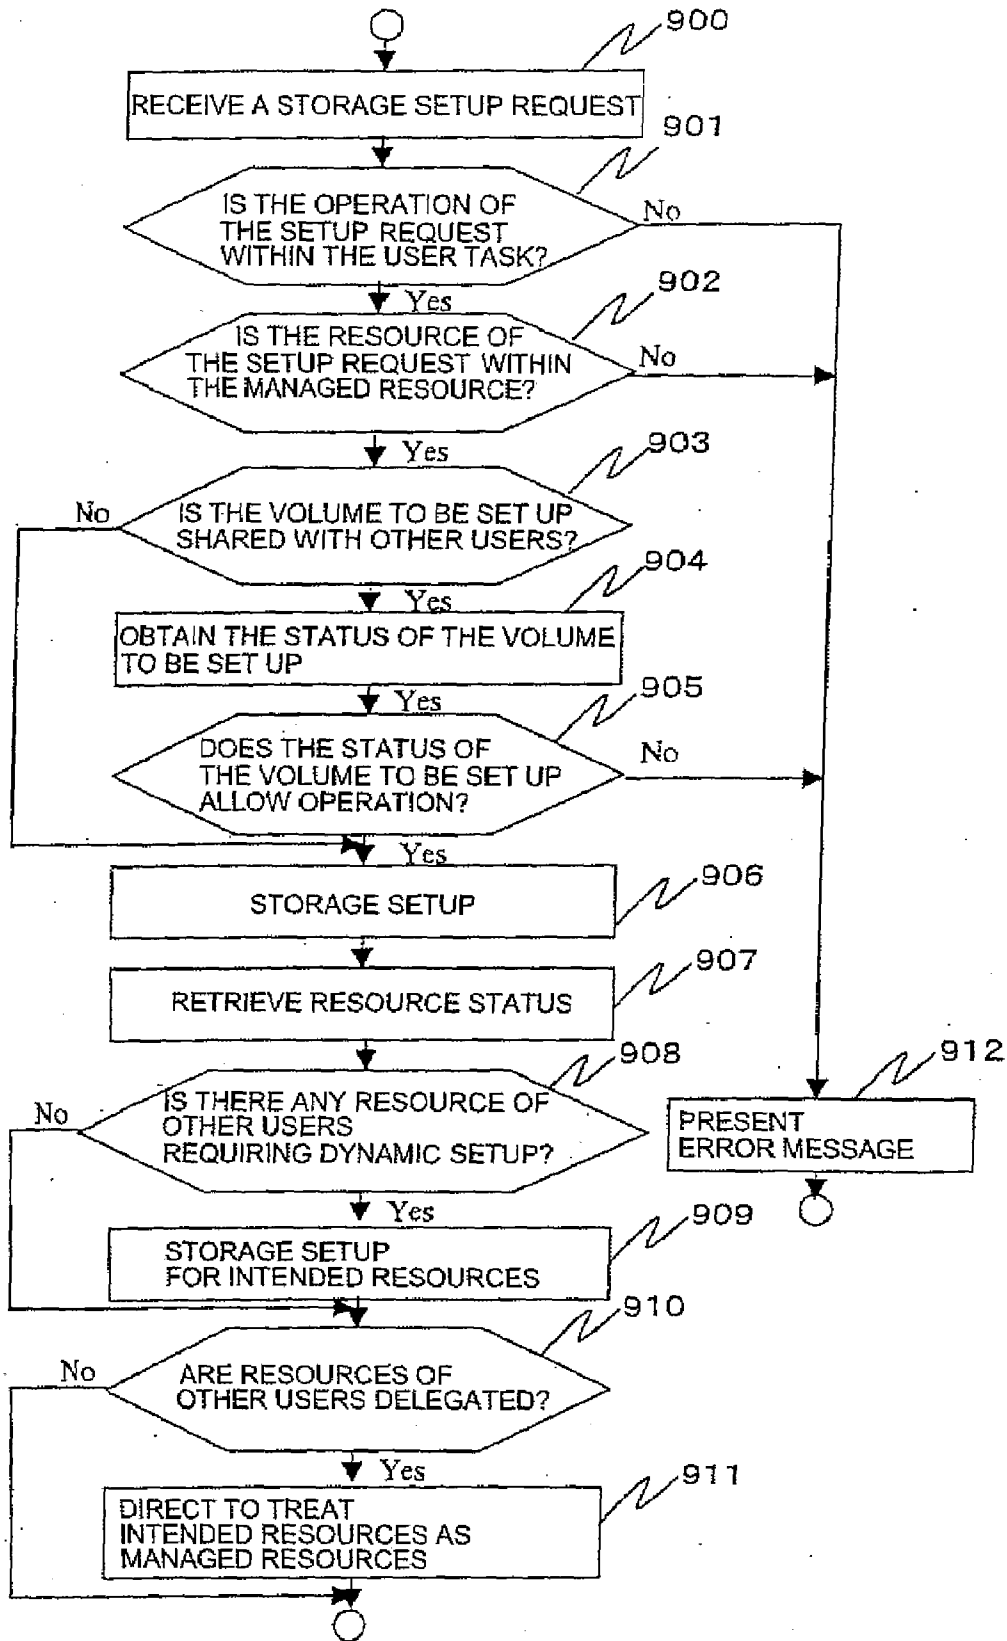 900
RECEIVE A STORAGE SETUP REQUEST
901
IS THE OPERATION OF
THE SETUP REQUEST
WITHIN THE USER TASK?
No
Yes
902
IS THE RESOURCE OF
THE SETUP REQUEST WITHIN
THE MANAGED RESOURCE?
No
Yes
903
No
IS THE VOLUME TO BE SET UP
SHARED WITH OTHER USERS?
Yes
904
OBTAIN THE STATUS OF THE VOLUME
TO BE SET UP
Yes
905
DOES THE STATUS OF
THE VOLUME TO BE SET UP
ALLOW OPERATION?
No
Yes
906
STORAGE SETUP
907
RETRIEVE RESOURCE STATUS
908
No
IS THERE ANY RESOURCE OF
OTHER USERS
REQUIRING DYNAMIC SETUP?
912
PRESENT
ERROR MESSAGE
Yes
909
STORAGE SETUP
FOR INTENDED RESOURCES
910
No
ARE RESOURCES OF
OTHER USERS DELEGATED?
Yes
911
DIRECT TO TREAT
INTENDED RESOURCES AS
MANAGED RESOURCES